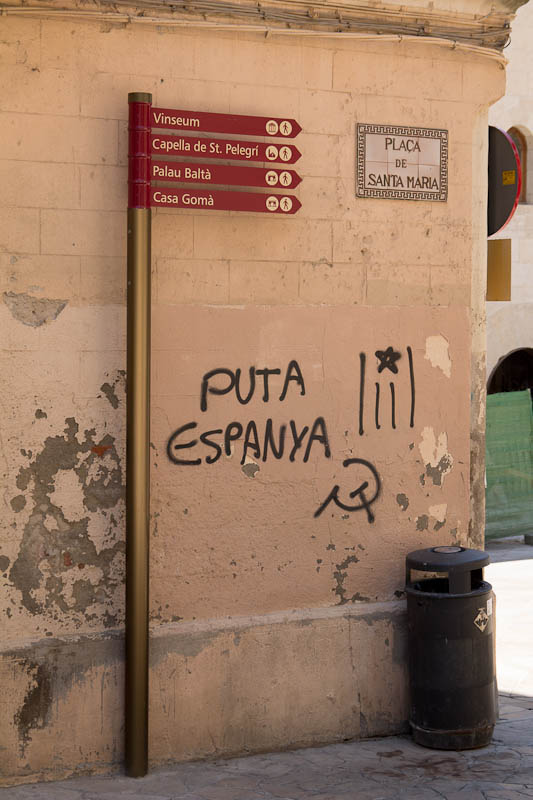 Vinseum
Capella de St. Pelegrí
Palau Baltà
Casa Gomà
PLAÇA
DE
SANTA MARIA
PUTA
ESPANYA